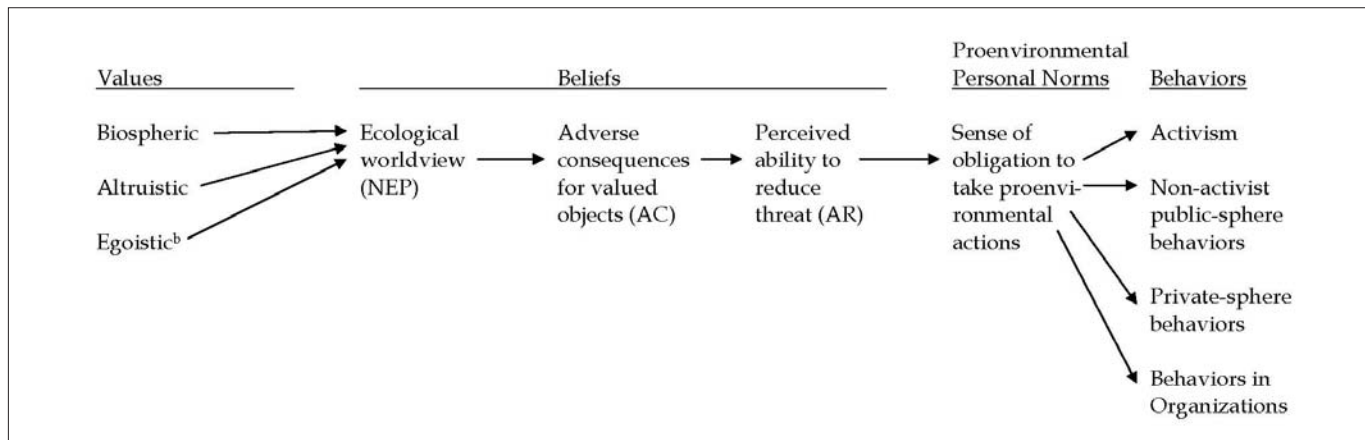 Values
Beliefs
Proenvironmental
Personal Norms
Behaviors
Biospheric
Altruistic
Egoisticᵇ
Ecological
worldview
(NEP)
Adverse
consequences
for valued
objects (AC)
Perceived
ability to
reduce
threat (AR)
Sense of
obligation to
take proenvi-
ronmental
actions
Activism
Non-activist
public-sphere
behaviors
Private-sphere
behaviors
Behaviors in
Organizations